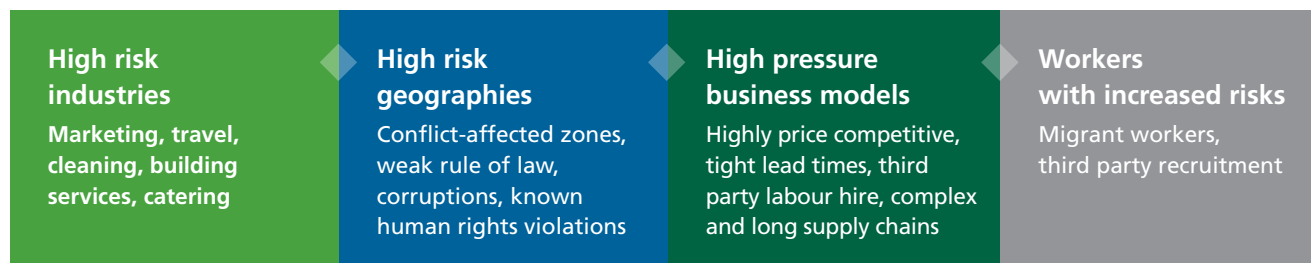 High risk
industries
Marketing, travel,
cleaning, building
services, catering
High risk
geographies
Conflict-affected zones,
weak rule of law,
corruptions, known
human rights violations
High pressure
business models
Highly price competitive,
tight lead times, third
party labour hire, complex
and long supply chains
Workers
with increased risks
Migrant workers,
third party recruitment